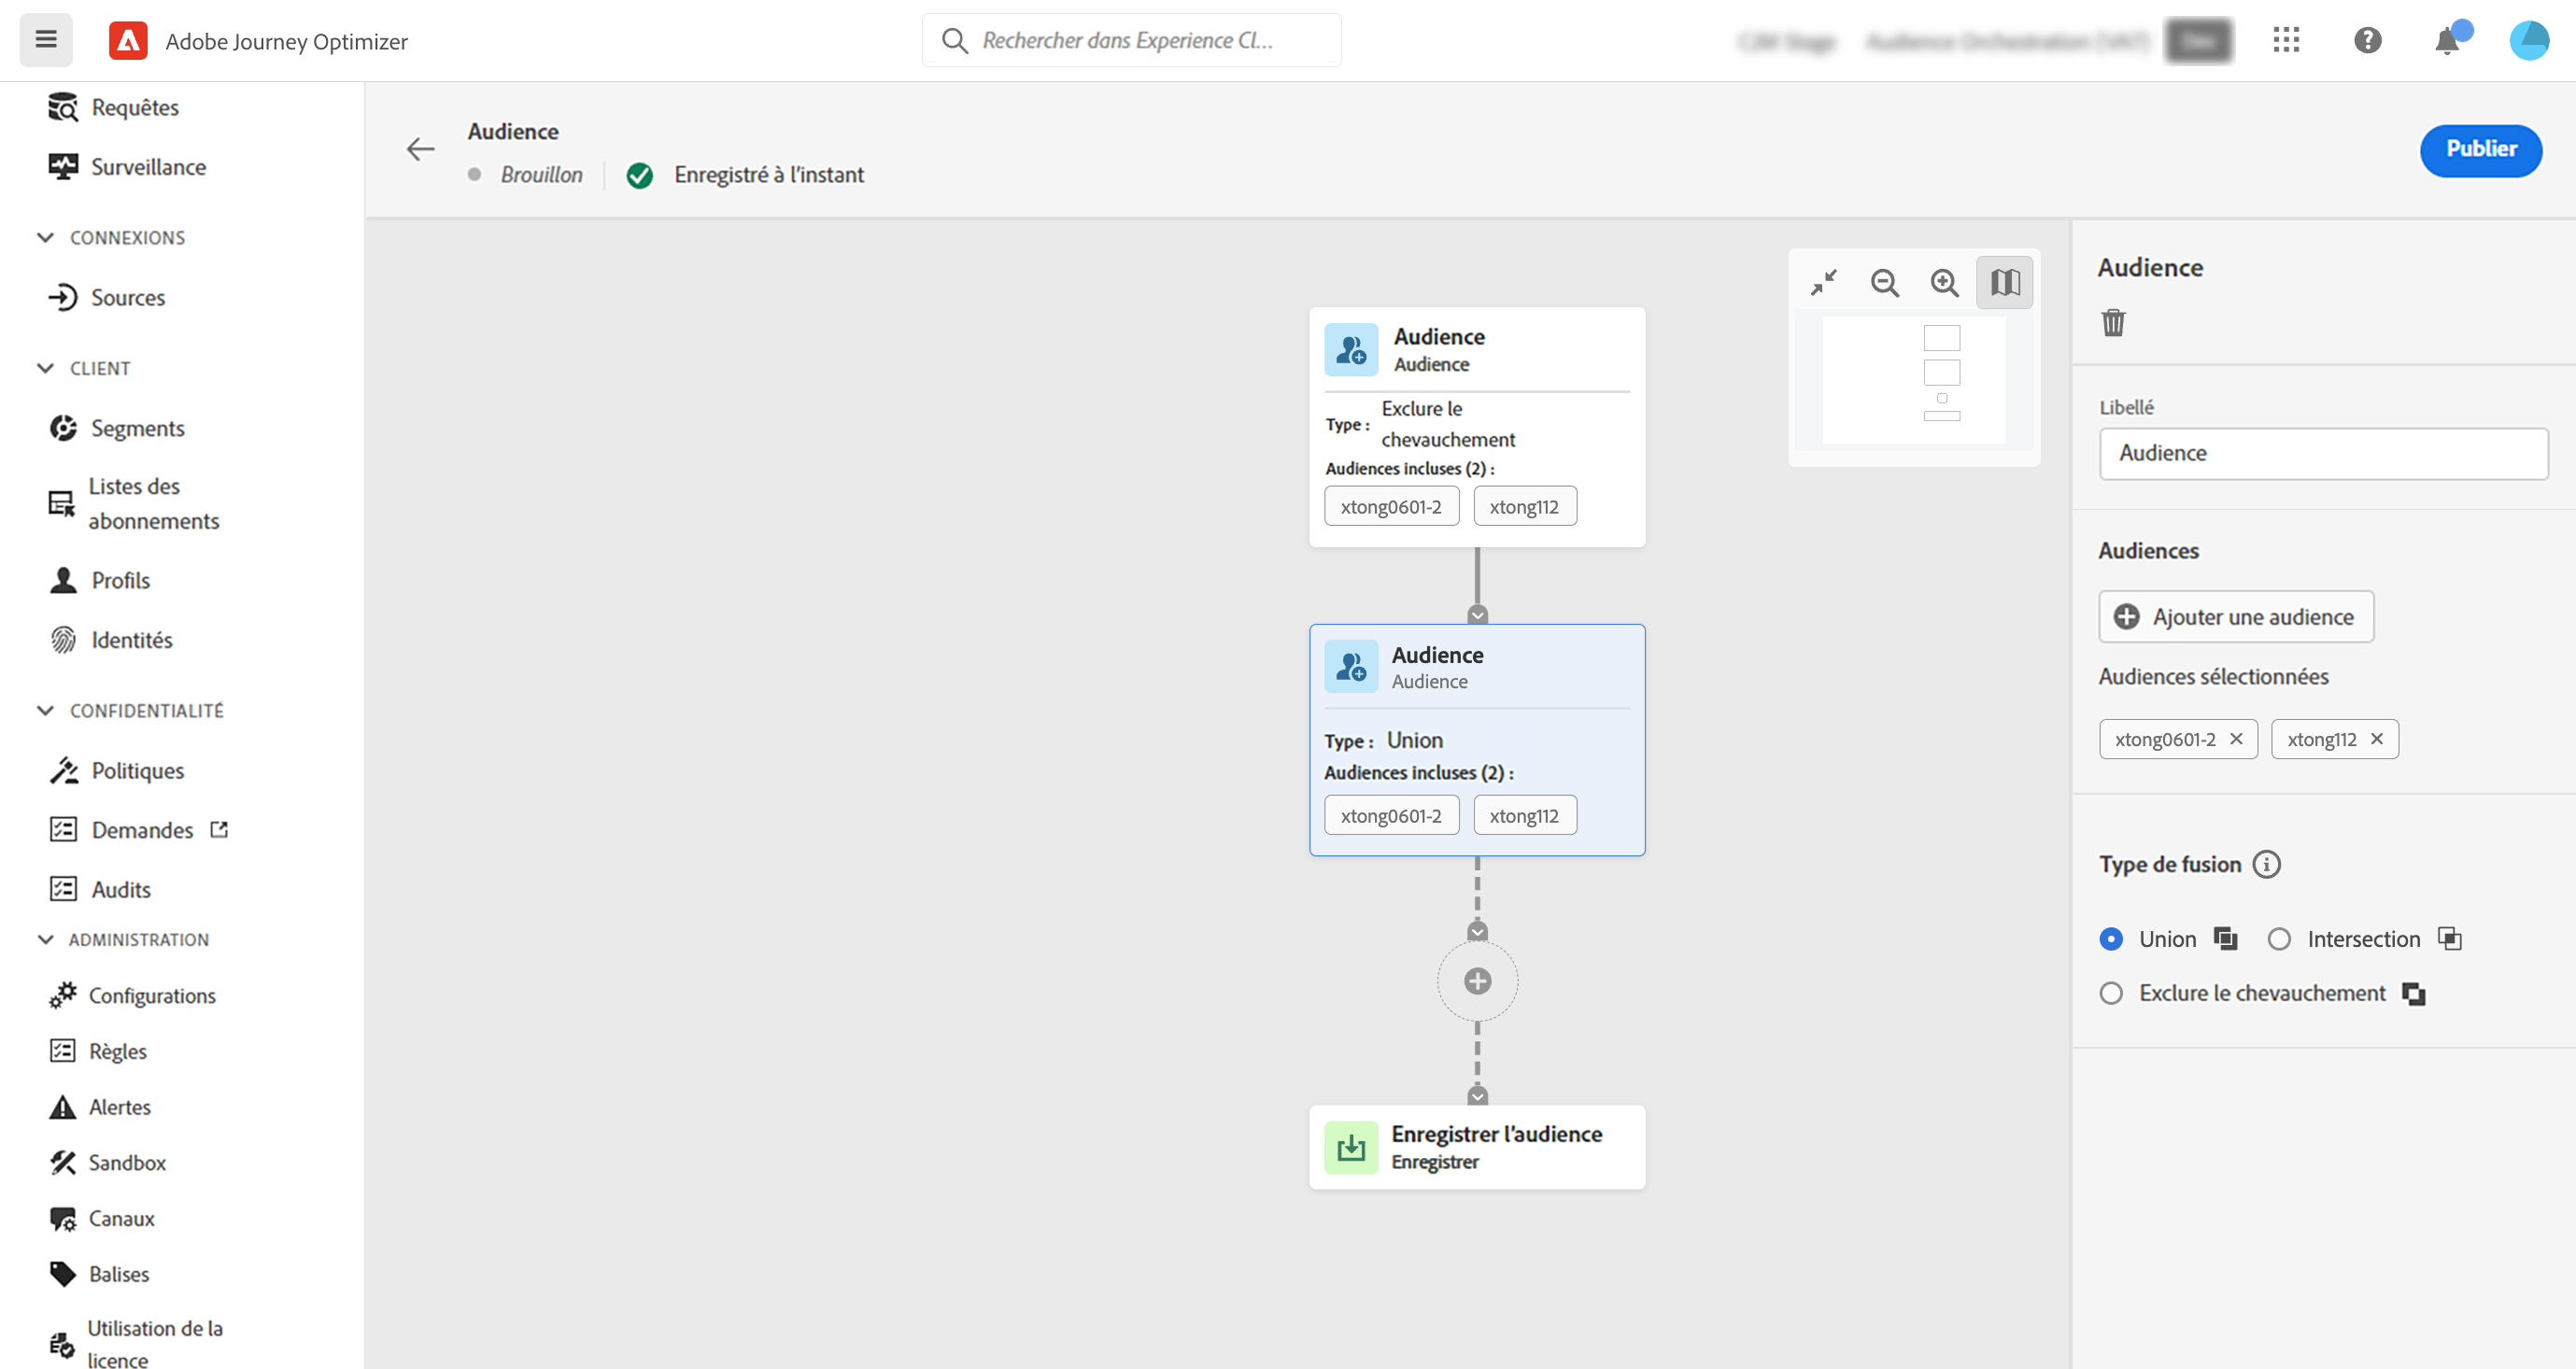 Adobe Journey Optimizer
Rechercher dans Experience Cl...
Requêtes
Surveillance
CONNEXIONS
Sources
CLIENT
Segments
Listes des
abonnements
Profils
Identités
CONFIDENTIALITÉ
Politiques
Demandes
Audits
ADMINISTRATION
Configurations
Règles
Alertes
Sandbox
Canaux
Balises
Utilisation de la
licence
Audience
Brouillon
Enregistré à l'instant
Publier
Audience
Audience
Type : Exclure le
chevauchement
Audiences incluses (2) :
xtong0601-2 xtong112
Audience
Audience
Type : Union
Audiences incluses (2) :
xtong0601-2 xtong112
Enregistrer l'audience
Enregistrer
Audience
Libellé
Audience
Audiences
Ajouter une audience
Audiences sélectionnées
xtong0601-2 xtong112
Type de fusion
Union Intersection
Exclure le chevauchement